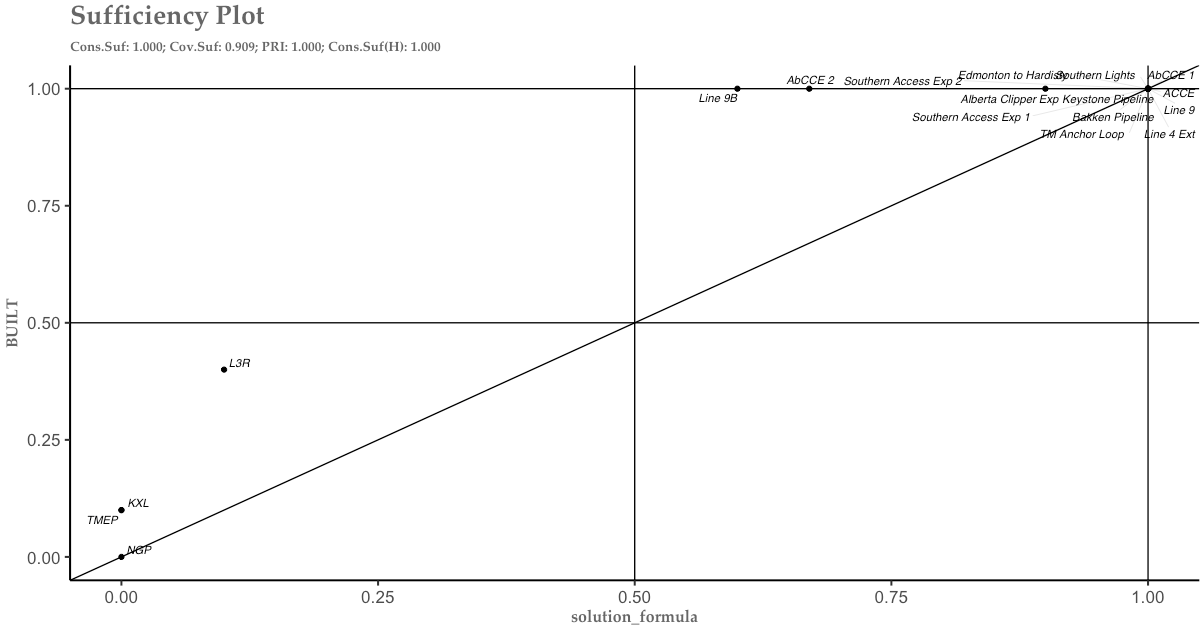 Sufficiency Plot
Cons.Suf: 1.000; Cov.Suf: 0.909; PRI: 1.000; Cons.Suf(H): 1.000
Edmonton to Hardisty Southern Lights AbCCE 1
AbCCE 2 Southern Access Exp 2
1.00
Line 9B Alberta Clipper Exp Keystone Pipeline ACCE
Line 9
Southern Access Exp 1 Bakken Pipeline
TM Anchor Loop Line 4 Ext
0.75
BUILT
0.50
L3R
0.25
KXL
TMEP
NGP
0.00
0.00 0.25 0.50 0.75 1.00
solution_formula